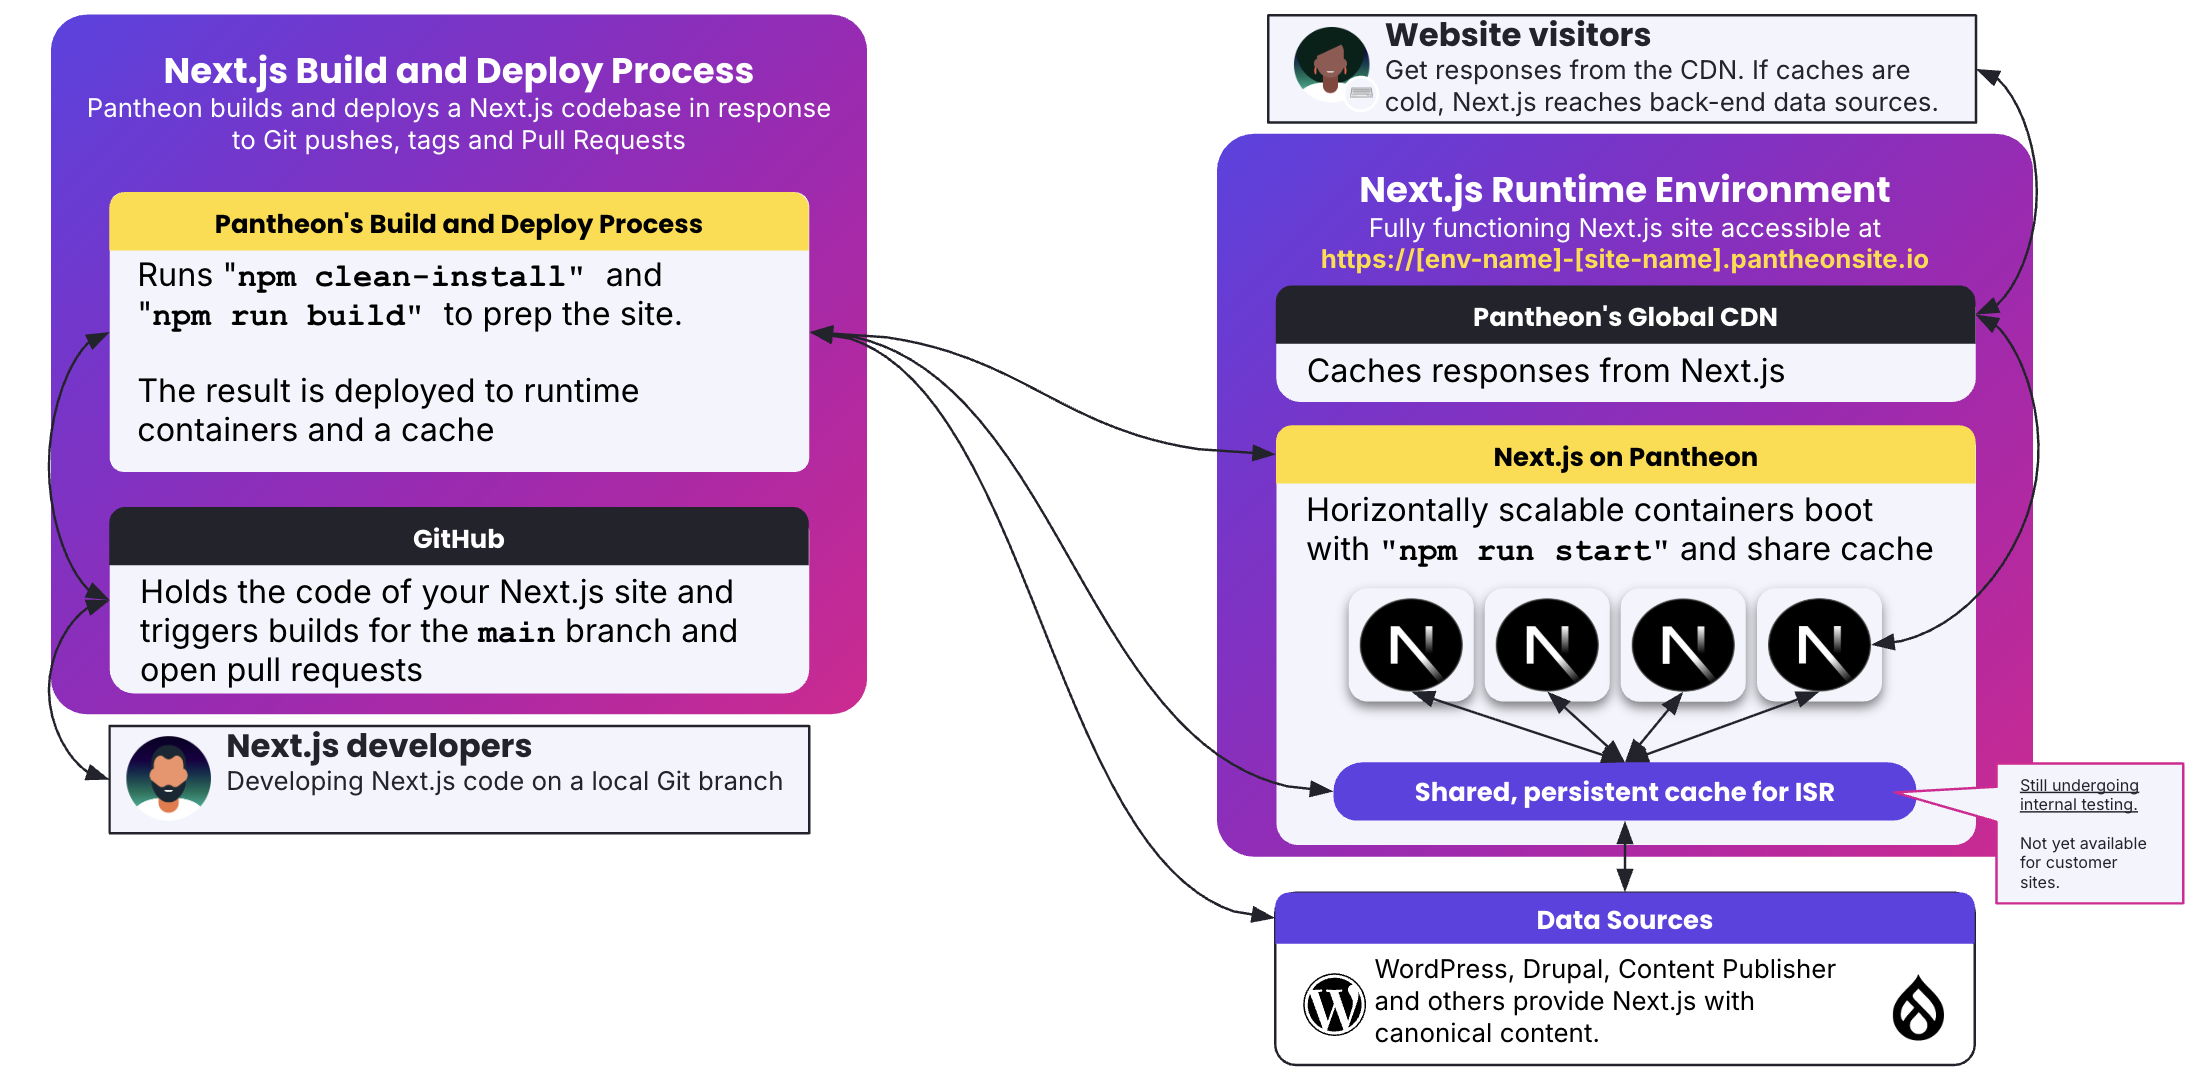 Next.js Build and Deploy Process
Pantheon builds and deploys a Next.js codebase in response
to Git pushes, tags and Pull Requests
Pantheon's Build and Deploy Process
Runs "npm clean-install" and
"npm run build" to prep the site.
The result is deployed to runtime
containers and a cache
GitHub
Holds the code of your Next.js site and
triggers builds for the main branch and
open pull requests
Next.js developers
Developing Next.js code on a local Git branch
Website visitors
Get responses from the CDN. If caches are
cold, Next.js reaches back-end data sources.
Next.js Runtime Environment
Fully functioning Next.js site accessible at
https://[env-name]-[site-name].pantheonsite.io
Pantheon's Global CDN
Caches responses from Next.js
Next.js on Pantheon
Horizontally scalable containers boot
with "npm run start" and share cache
Shared, persistent cache for ISR
Still undergoing
internal testing.
Not yet available
for customer
sites.
Data Sources
WordPress, Drupal, Content Publisher
and others provide Next.js with
canonical content.